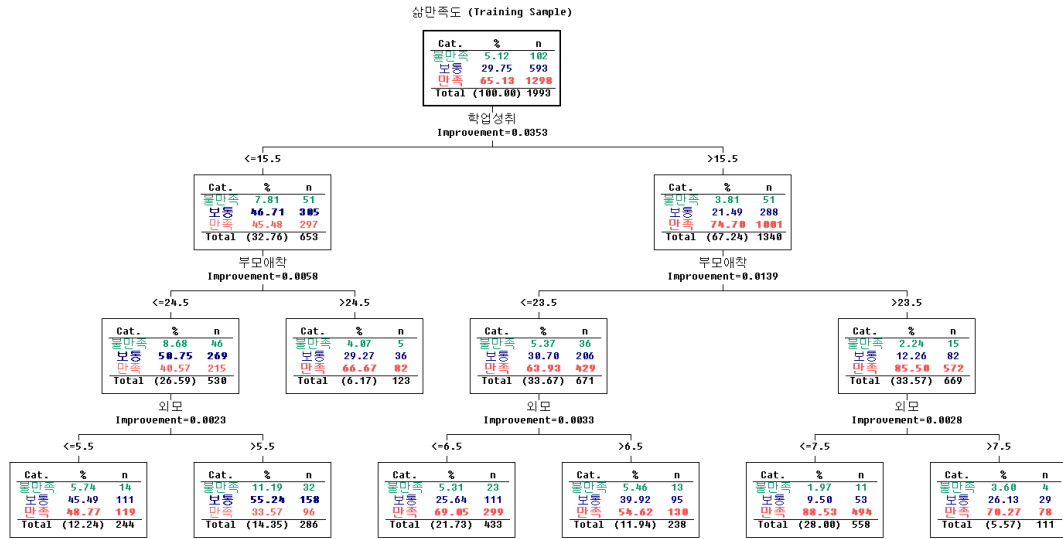 삶만족도 (Training Sample)
Cat. % n
불만족 5.12 102
보통 29.75 593
만족 65.13 1298
Total (100.00) 1993
학업성취
Improvement=0.0353
<=15.5
>15.5
Cat. % n
불만족 7.81 51
보통 46.71 305
만족 45.48 297
Total (32.76) 653
Cat. % n
불만족 3.81 51
보통 21.49 288
만족 74.70 1001
Total (67.24) 1340
부모애착
Improvement=0.0058
부모애착
Improvement=0.0139
<=24.5
>24.5
<=23.5
>23.5
Cat. % n
불만족 8.68 46
보통 50.75 269
만족 40.57 215
Total (26.59) 530
Cat. % n
불만족 4.07 5
보통 29.27 36
만족 66.67 82
Total (6.17) 123
Cat. % n
불만족 5.37 36
보통 30.70 206
만족 63.93 429
Total (33.67) 671
Cat. % n
불만족 2.24 15
보통 12.26 82
만족 85.50 572
Total (33.57) 669
외모
Improvement=0.0023
외모
Improvement=0.0033
외모
Improvement=0.0028
<=5.5
>5.5
<=6.5
>6.5
<=7.5
>7.5
Cat. % n
불만족 5.74 14
보통 45.49 111
만족 48.77 119
Total (12.24) 244
Cat. % n
불만족 11.19 32
보통 55.24 158
만족 33.57 96
Total (14.35) 286
Cat. % n
불만족 5.31 23
보통 25.64 111
만족 69.05 299
Total (21.73) 433
Cat. % n
불만족 5.46 13
보통 39.92 95
만족 54.62 130
Total (11.94) 238
Cat. % n
불만족 1.97 11
보통 9.50 53
만족 88.53 494
Total (28.00) 558
Cat. % n
불만족 3.60 4
보통 26.13 29
만족 70.27 78
Total (5.57) 111